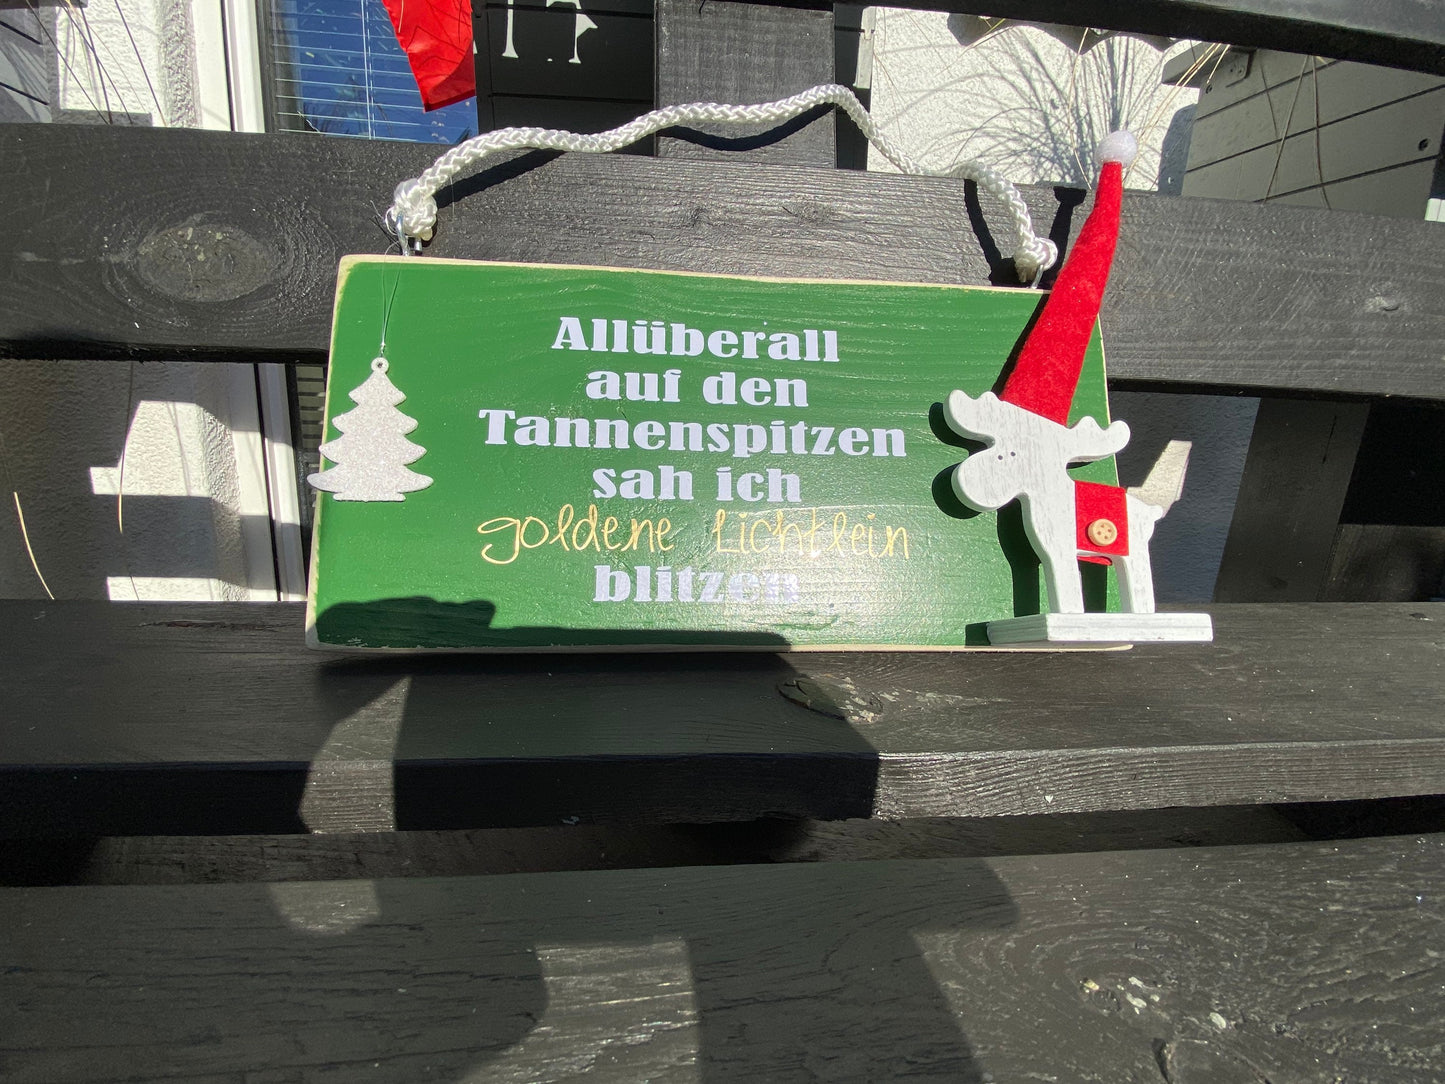 Allüberall
auf den
Tannenspitzen
sah ich
goldene Lichtlein
blitzen